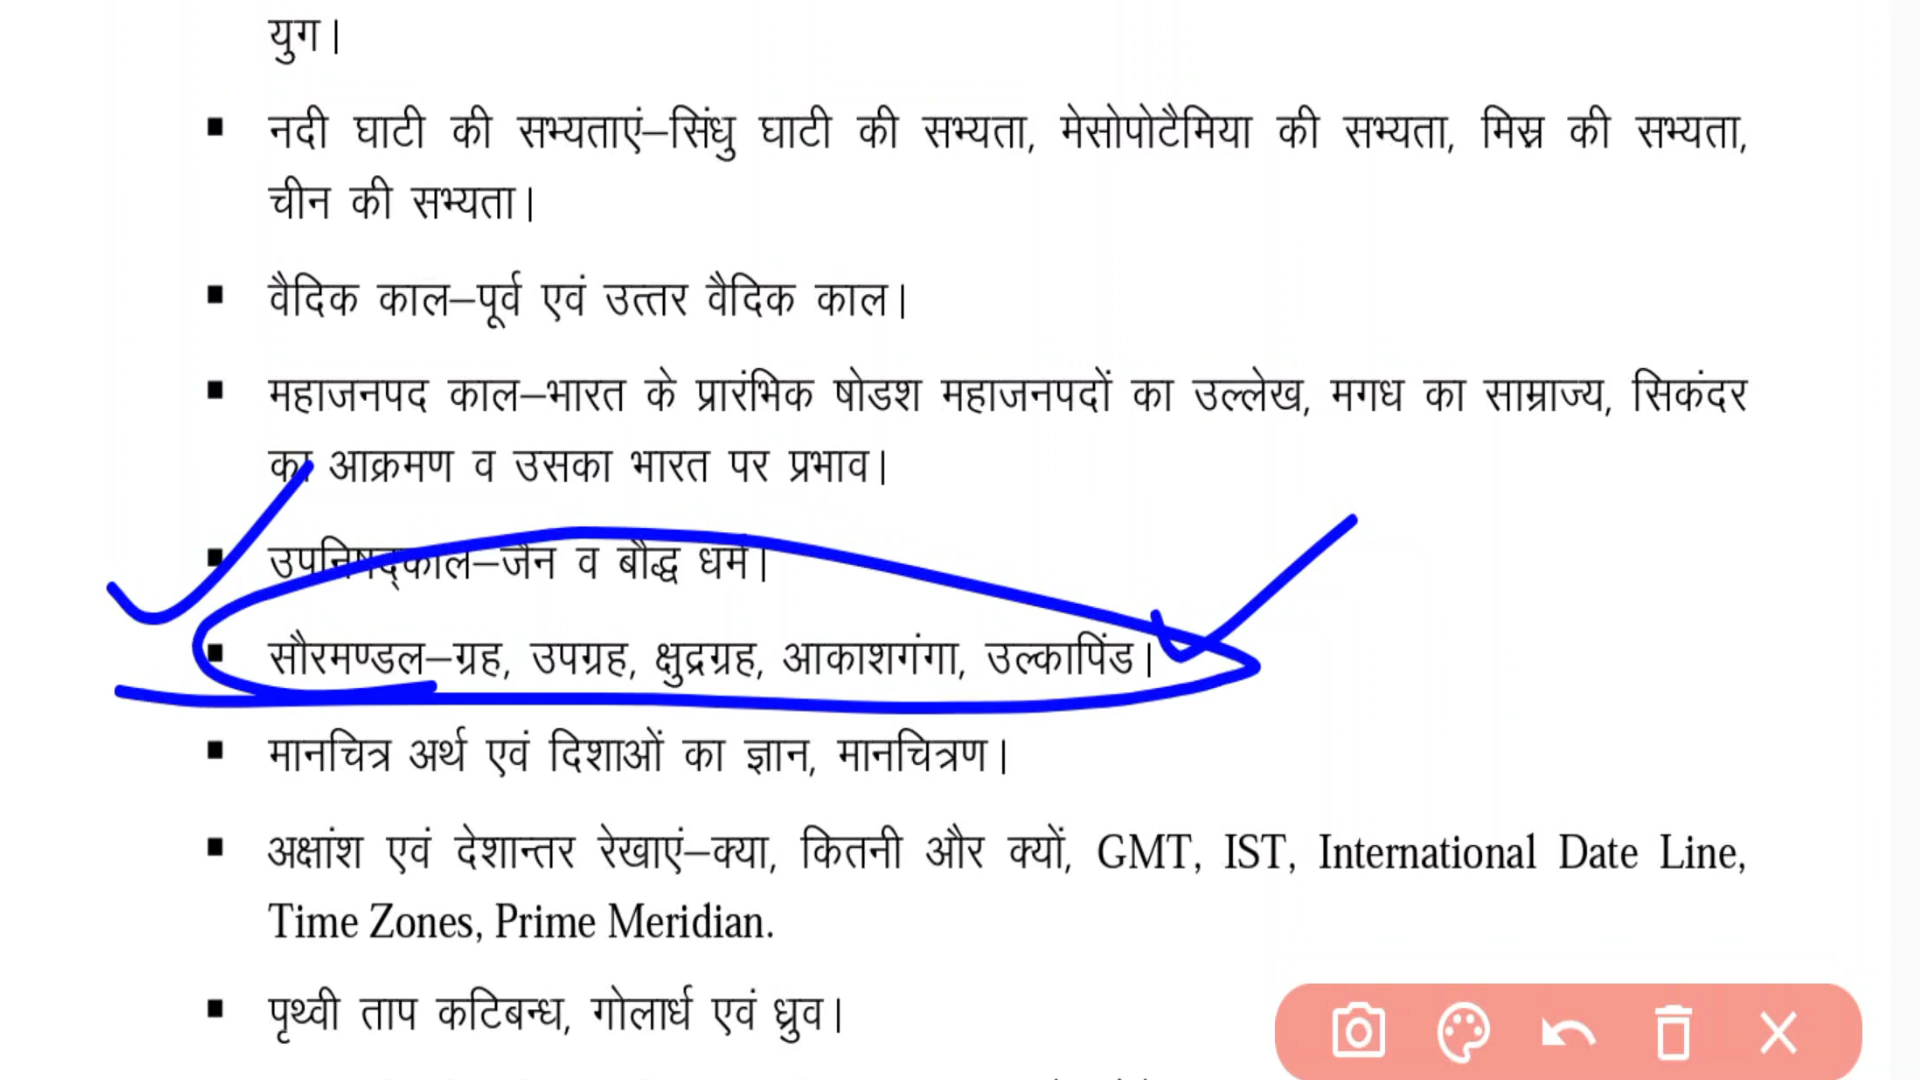 युग।
▪ नदी घाटी की सभ्यताएं–सिंधु घाटी की सभ्यता, मेसोपोटैमिया की सभ्यता, मिस्र की सभ्यता,
चीन की सभ्यता।
▪ वैदिक काल–पूर्व एवं उत्तर वैदिक काल।
▪ महाजनपद काल–भारत के प्रारंभिक षोडश महाजनपदों का उल्लेख, मगध का साम्राज्य, सिकंदर
का आक्रमण व उसका भारत पर प्रभाव।
▪ उपनिषद्काल–जैन व बौद्ध धर्म।
▪ सौरमण्डल–ग्रह, उपग्रह, क्षुद्रग्रह, आकाशगंगा, उल्कापिंड।
▪ मानचित्र अर्थ एवं दिशाओं का ज्ञान, मानचित्रण।
▪ अक्षांश एवं देशान्तर रेखाएं–क्या, कितनी और क्यों, GMT, IST, International Date Line,
Time Zones, Prime Meridian.
▪ पृथ्वी ताप कटिबन्ध, गोलार्ध एवं ध्रुव।